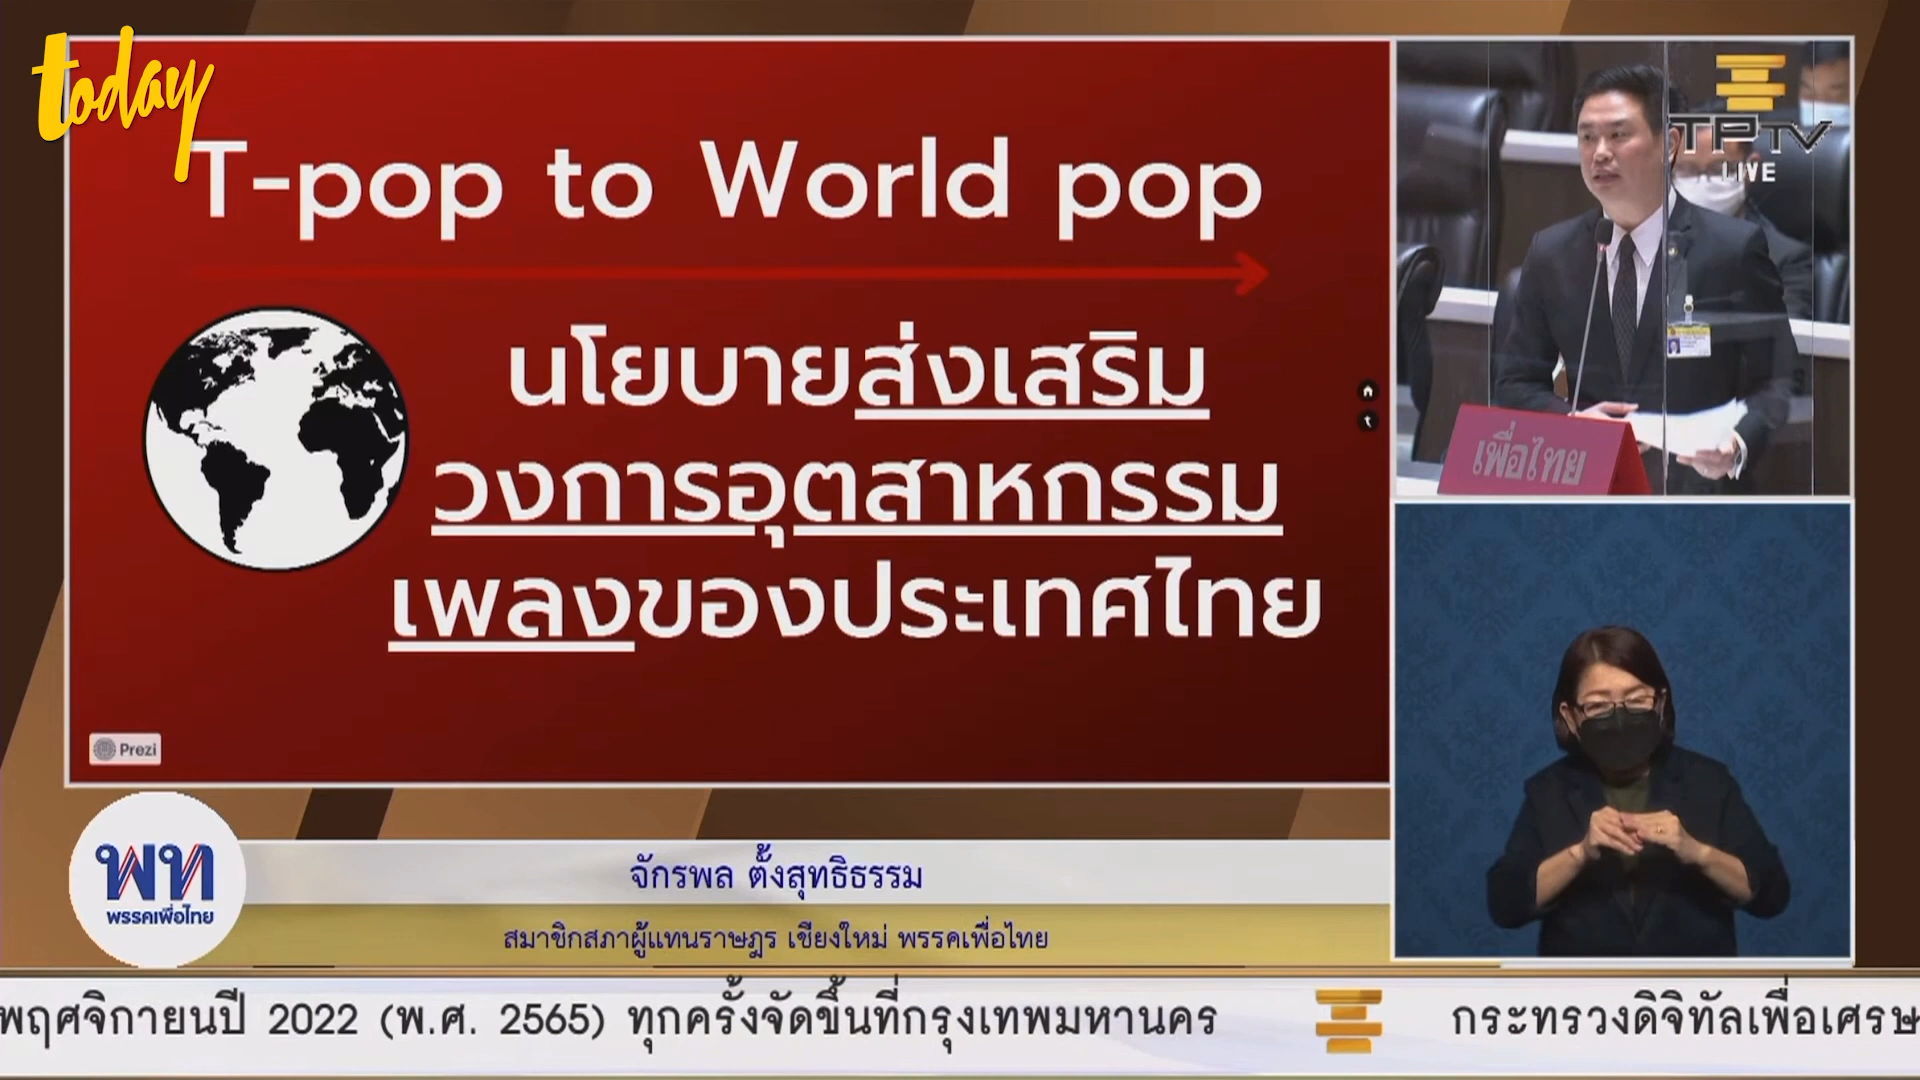 today
T-pop to World pop
นโยบายส่งเสริม
วงการอุตสาหกรรม
เพลงของประเทศไทย
Prezi
TPTV
LIVE
เพื่อไทย
พท
พรรคเพื่อไทย
จักรพล ตั้งสุทธิธรรม
สมาชิกสภาผู้แทนราษฎร เชียงใหม่ พรรคเพื่อไทย
พฤศจิกายนปี 2022 (พ.ศ. 2565) ทุกครั้งจัดขึ้นที่กรุงเทพมหานคร
กระทรวงดิจิทัลเพื่อเศรษ